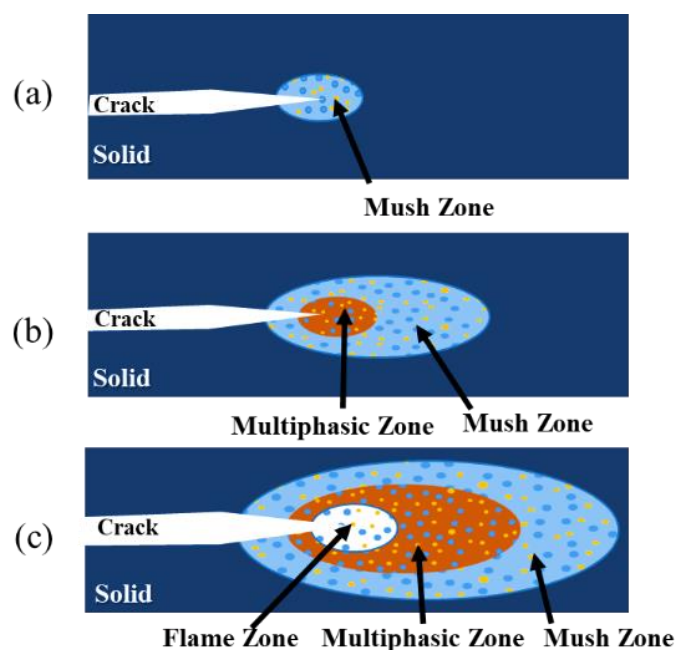 (a)
Crack
Solid
Mush Zone
(b)
Crack
Solid
Multiphasic Zone
Mush Zone
(c)
Crack
Solid
Flame Zone
Multiphasic Zone
Mush Zone